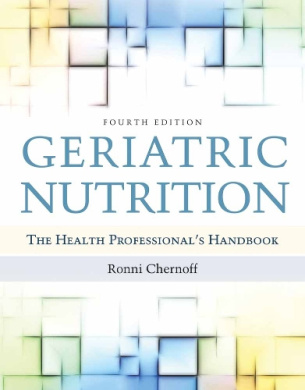 FOURTH EDITION
GERIATRIC
NUTRITION
THE HEALTH PROFESSIONAL'S HANDBOOK
Ronni Chernoff